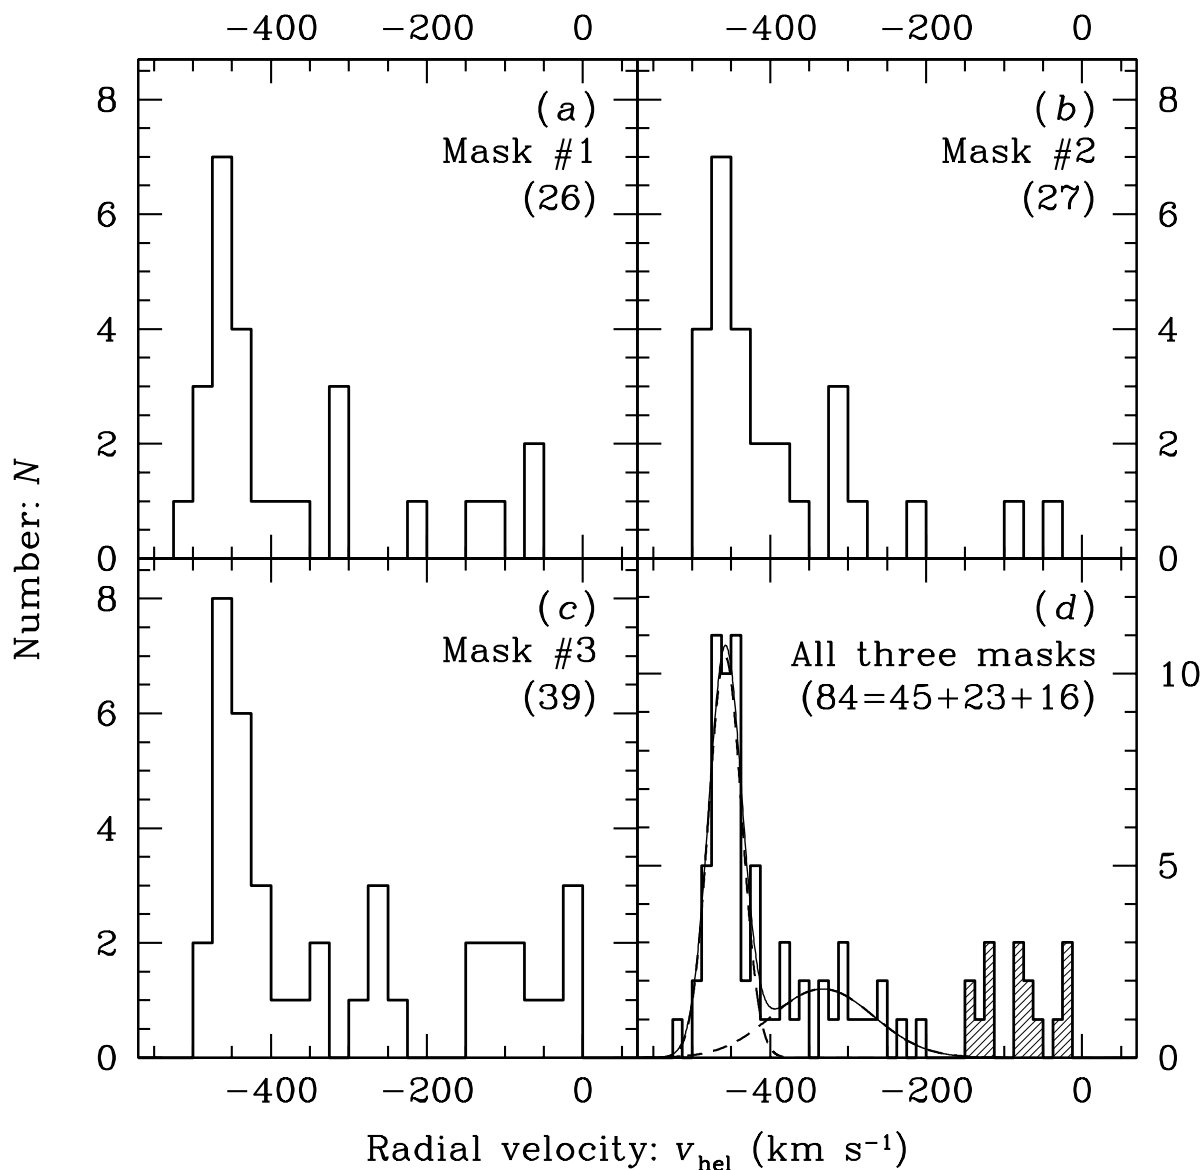 −400 −200 0 −400 −200 0
8 (a) (b) 8
Mask #1 Mask #2
6 (26) (27) 6
4 4
2 2
0 0
Number: N
8 (c) (d)
Mask #3 All three masks
(39) (84=45+23+16) 10
6
4 5
2
0 0
−400 −200 0 −400 −200 0
Radial velocity: v_hel (km s⁻¹)